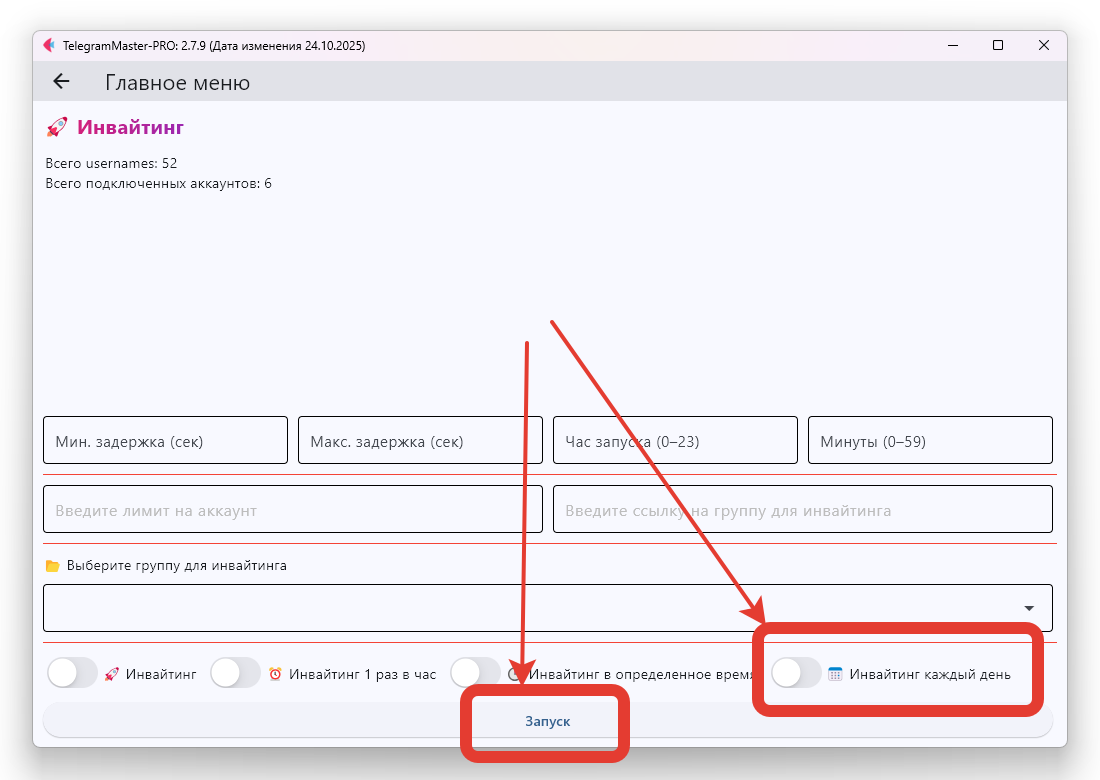 TelegramMaster-PRO: 2.7.9 (Дата изменения 24.10.2025)
Главное меню
Инвайтинг
Всего usernames: 52
Всего подключенных аккаунтов: 6
Мин. задержка (сек) Макс. задержка (сек) Час запуска (0–23) Минуты (0–59)
Введите лимит на аккаунт Введите ссылку на группу для инвайтинга
Выберите группу для инвайтинга
Инвайтинг Инвайтинг 1 раз в час Инвайтинг в определенное время Инвайтинг каждый день
Запуск